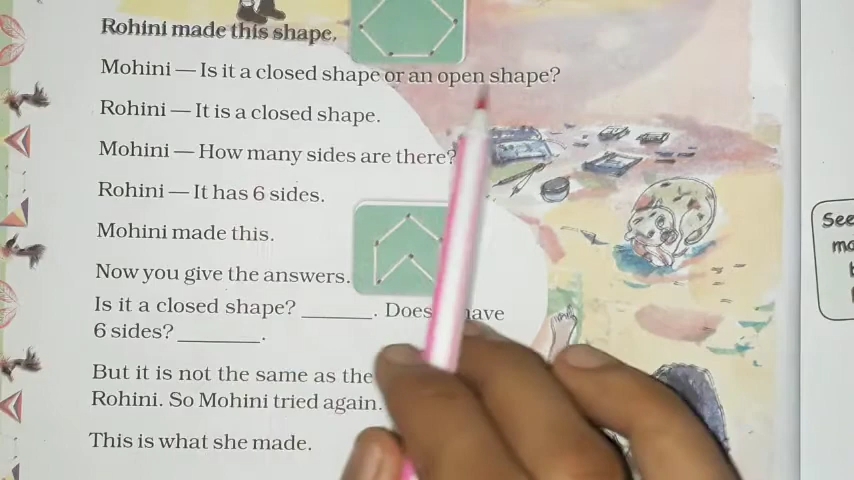 Rohini made this shape.
Mohini — Is it a closed shape or an open shape?
Rohini — It is a closed shape.
Mohini — How many sides are there?
Rohini — It has 6 sides.
Mohini made this.
Now you give the answers.
Is it a closed shape? ________. Does have
6 sides? _________.
But it is not the same as the
Rohini. So Mohini tried again.
This is what she made.
See